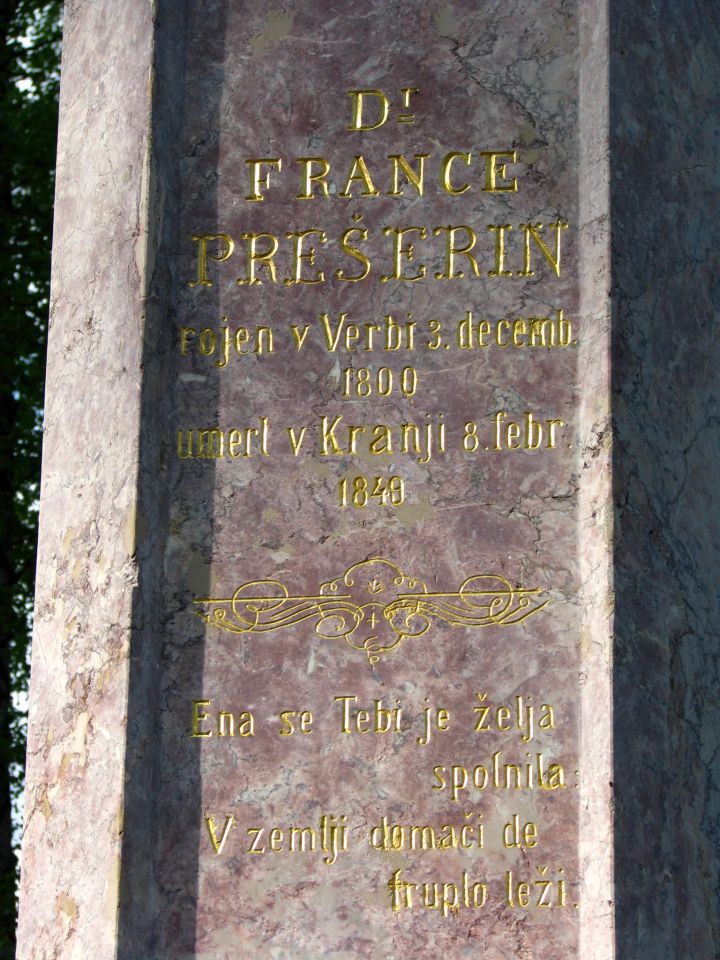 Dr
FRANCE
PREŠERIN
rojen v Verbi 3. decemb.
1800
umerl v Kranji 8. febr.
1849
Ena se Tebi je želja
spolnila:
V zemlji domači de
truplo leži.